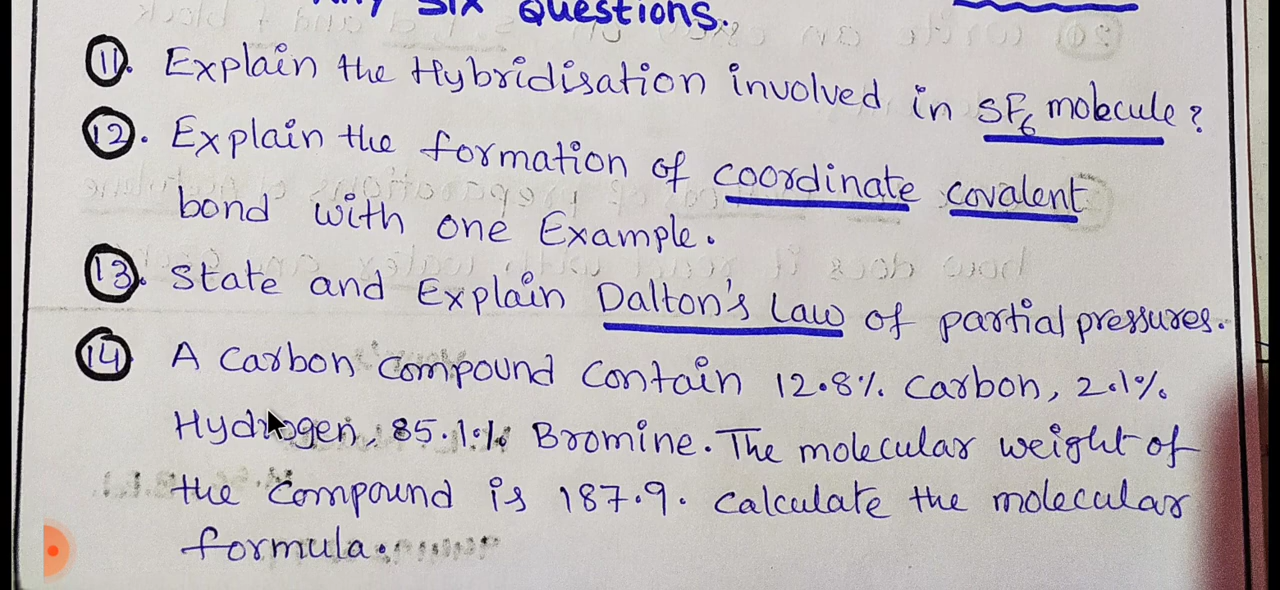 Any Six Questions.
11. Explain the Hybridisation involved in SF6 molecule?
12. Explain the formation of coordinate covalent
bond with one Example.
13. State and Explain Dalton's Law of partial pressures.
14 A Carbon Compound Contain 12.8% Carbon, 2.1%
Hydrogen, 85.1% Bromine. The molecular weight of
the Compound is 187.9. Calculate the molecular
formula.